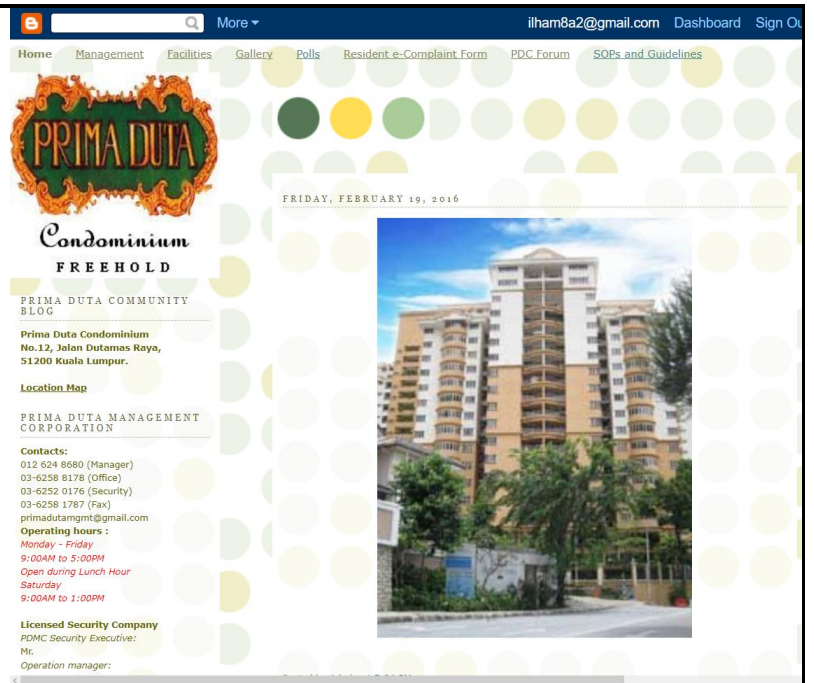 More
ilham8a2@gmail.com Dashboard Sign Ou
Home Management Facilities Gallery Polls Resident e-Complaint Form PDC Forum SOPs and Guidelines
PRIMA DUTA
Condominium
FREEHOLD
FRIDAY, FEBRUARY 19, 2016
PRIMA DUTA COMMUNITY
BLOG
Prima Duta Condominium
No.12, Jalan Dutamas Raya,
51200 Kuala Lumpur.
Location Map
PRIMA DUTA MANAGEMENT
CORPORATION
Contacts:
012 624 8680 (Manager)
03-6258 8178 (Office)
03-6252 0176 (Security)
03-6258 1787 (Fax)
primadutamgmt@gmail.com
Operating hours :
Monday - Friday
9:00AM to 5:00PM
Open during Lunch Hour
Saturday
9:00AM to 1:00PM
Licensed Security Company
PDMC Security Executive:
Mr.
Operation manager: